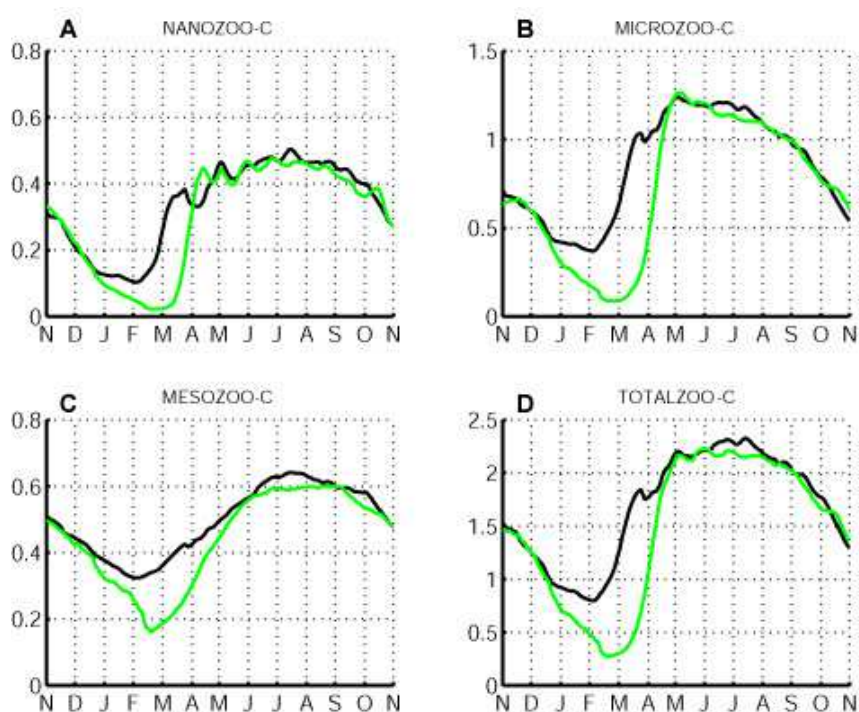 A NANOZOO-C
0.8
0.6
0.4
0.2
0
N D J F M A M J J A S O N
B MICROZOO-C
1.5
1
0.5
0
N D J F M A M J J A S O N
C MESOZOO-C
0.8
0.6
0.4
0.2
0
N D J F M A M J J A S O N
D TOTALZOO-C
2.5
2
1.5
1
0.5
0
N D J F M A M J J A S O N